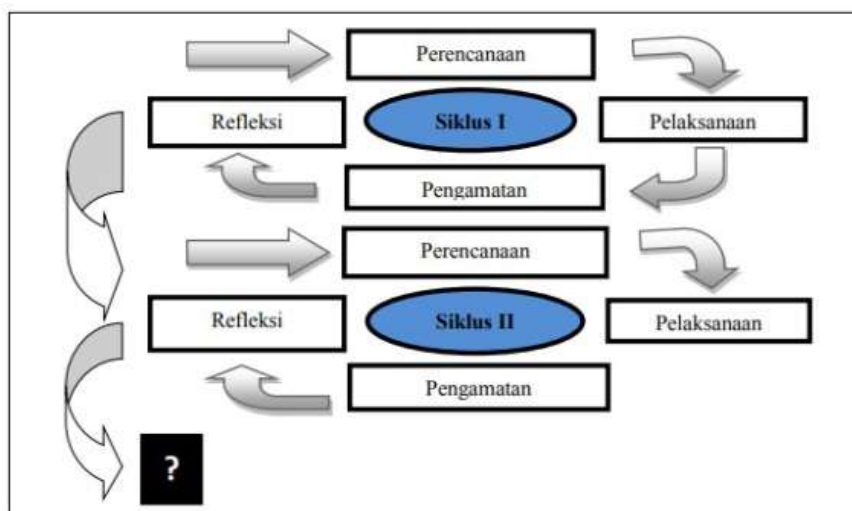 Perencanaan
Refleksi
Siklus I
Pelaksanaan
Pengamatan
Perencanaan
Refleksi
Siklus II
Pelaksanaan
Pengamatan
?